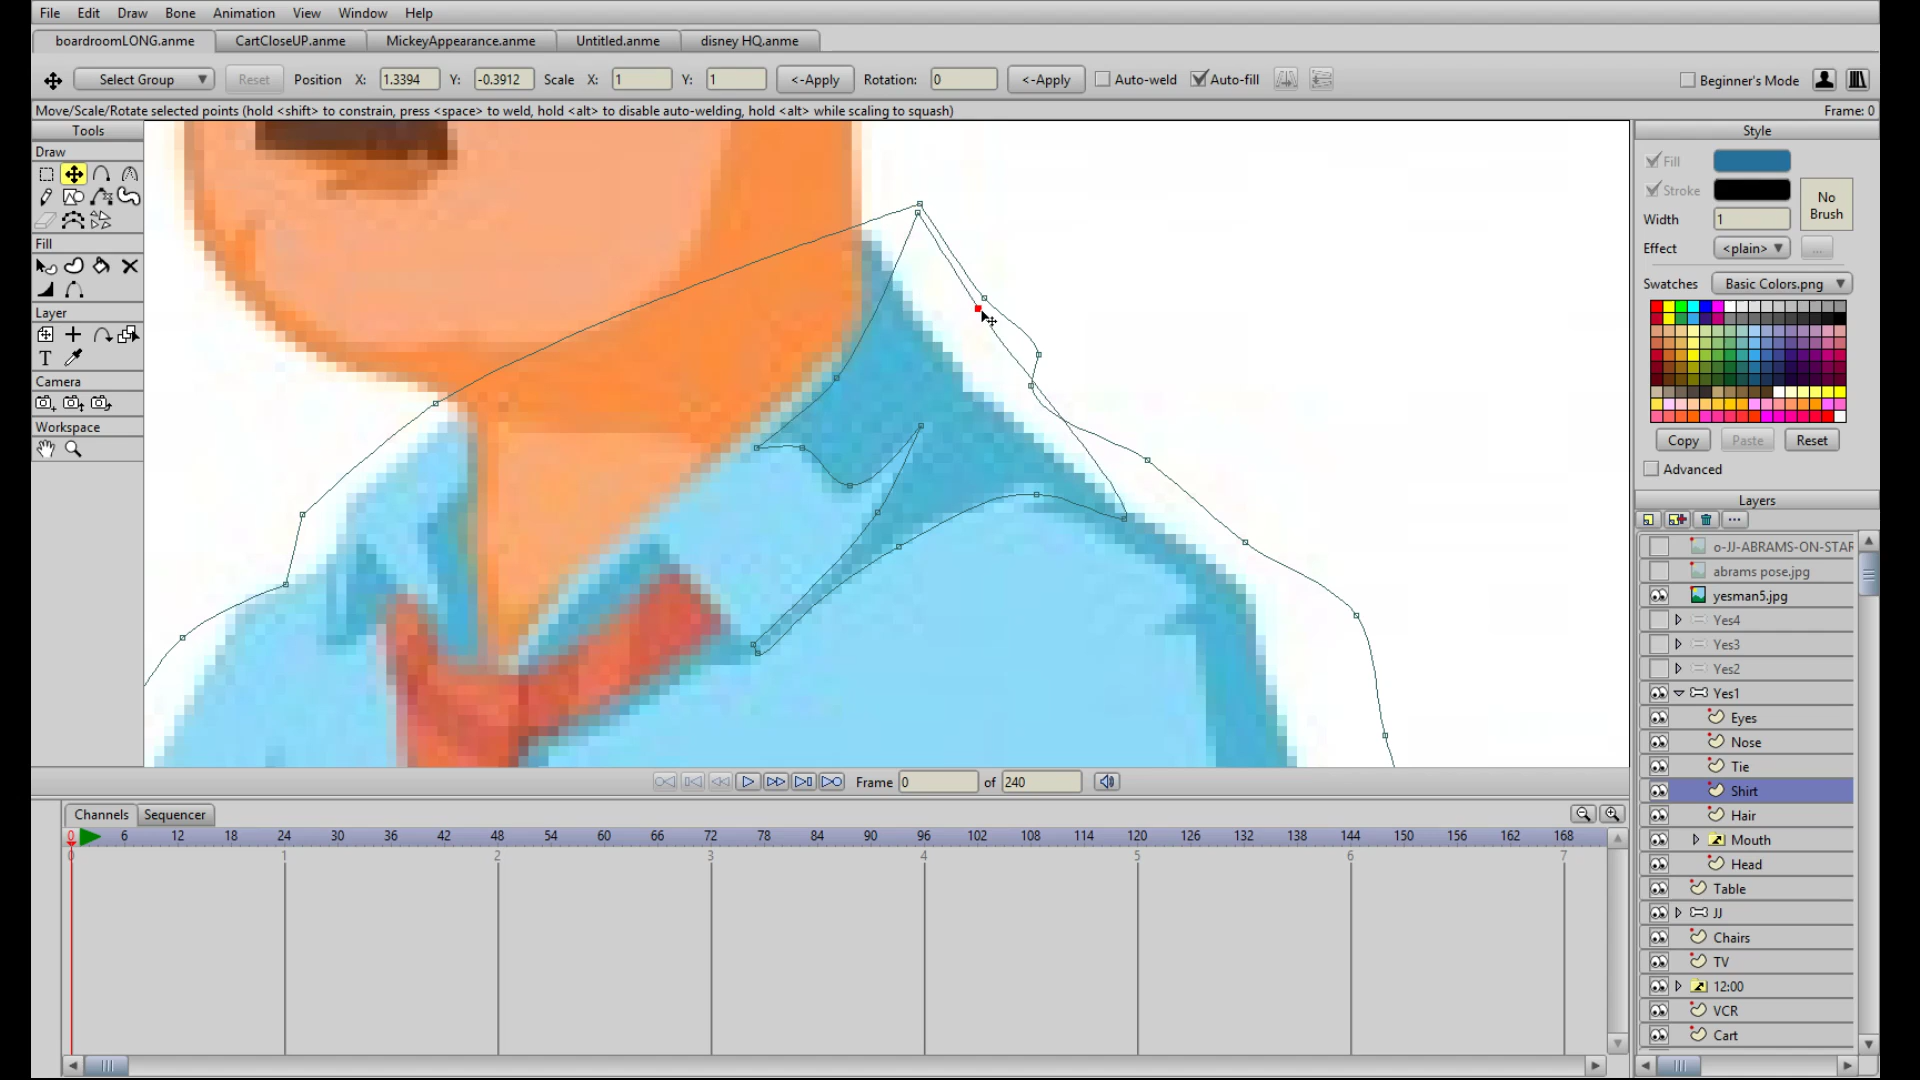 File Edit Draw Bone Animation View Window Help
boardroomLONG.anme CartCloseUP.anme MickeyAppearance.anme Untitled.anme disney HQ.anme
Select Group Reset Position X: 1.3394 Y: -0.3912 Scale X: 1 Y: 1 <-Apply Rotation: 0 <-Apply Auto-weld Auto-fill Beginner's Mode
Move/Scale/Rotate selected points (hold <shift> to constrain, press <space> to weld, hold <alt> to disable auto-welding, hold <alt> while scaling to squash) Frame: 0
Tools
Draw
Fill
Layer
T
Camera
Workspace
Style
Fill
Stroke
No
Brush
Width 1
Effect <plain> ...
Swatches Basic Colors.png
Copy Paste Reset
Advanced
Layers
o-JJ-ABRAMS-ON-STAR
abrams pose.jpg
yesman5.jpg
Yes4
Yes3
Yes2
Yes1
Eyes
Nose
Tie
Shirt
Hair
Mouth
Head
Table
JJ
Chairs
TV
12:00
VCR
Cart
Frame 0 of 240
Channels Sequencer
0 6 12 18 24 30 36 42 48 54 60 66 72 78 84 90 96 102 108 114 120 126 132 138 144 150 156 162 168
0 1 2 3 4 5 6 7